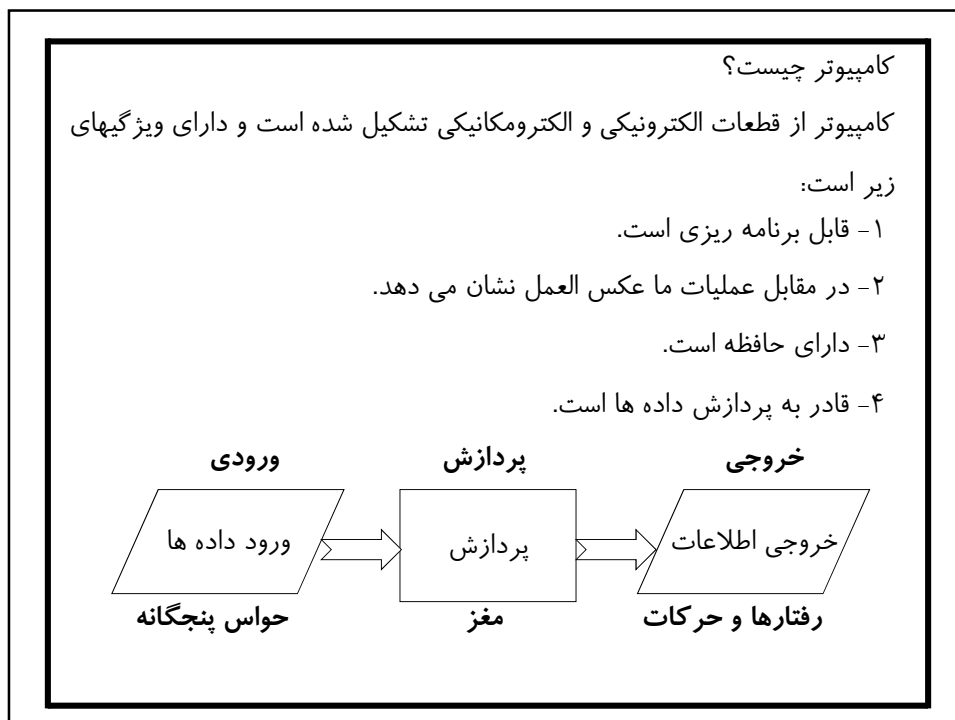 کامپیوتر چیست؟
کامپیوتر از قطعات الکترونیکی و الکترومکانیکی تشکیل شده است و دارای ویژگیهای
زیر است:
۱- قابل برنامه ریزی است.
۲- در مقابل عملیات ما عکس العمل نشان می دهد.
۳- دارای حافظه است.
۴- قادر به پردازش داده ها است.
ورودی پردازش خروجی
ورود داده ها پردازش خروجی اطلاعات
حواس پنجگانه مغز رفتارها و حرکات